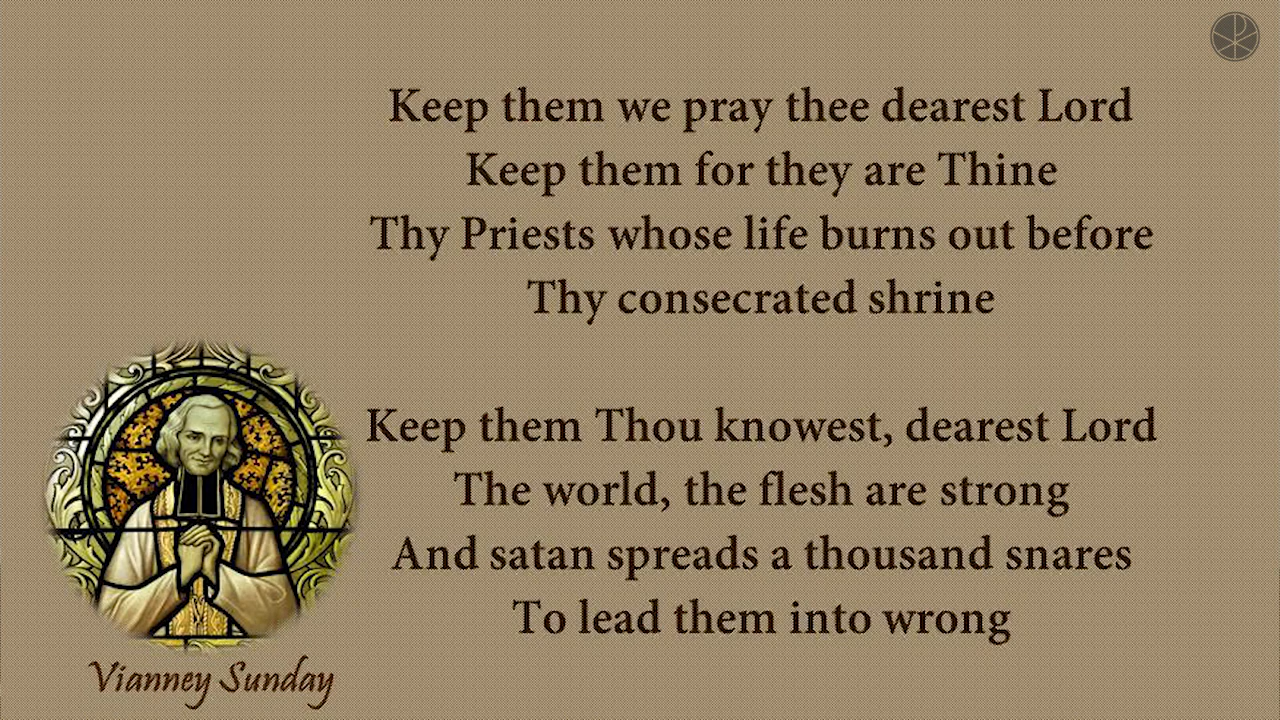 Keep them we pray thee dearest Lord
Keep them for they are Thine
Thy Priests whose life burns out before
Thy consecrated shrine
Keep them Thou knowest, dearest Lord
The world, the flesh are strong
And satan spreads a thousand snares
To lead them into wrong
Vianney Sunday